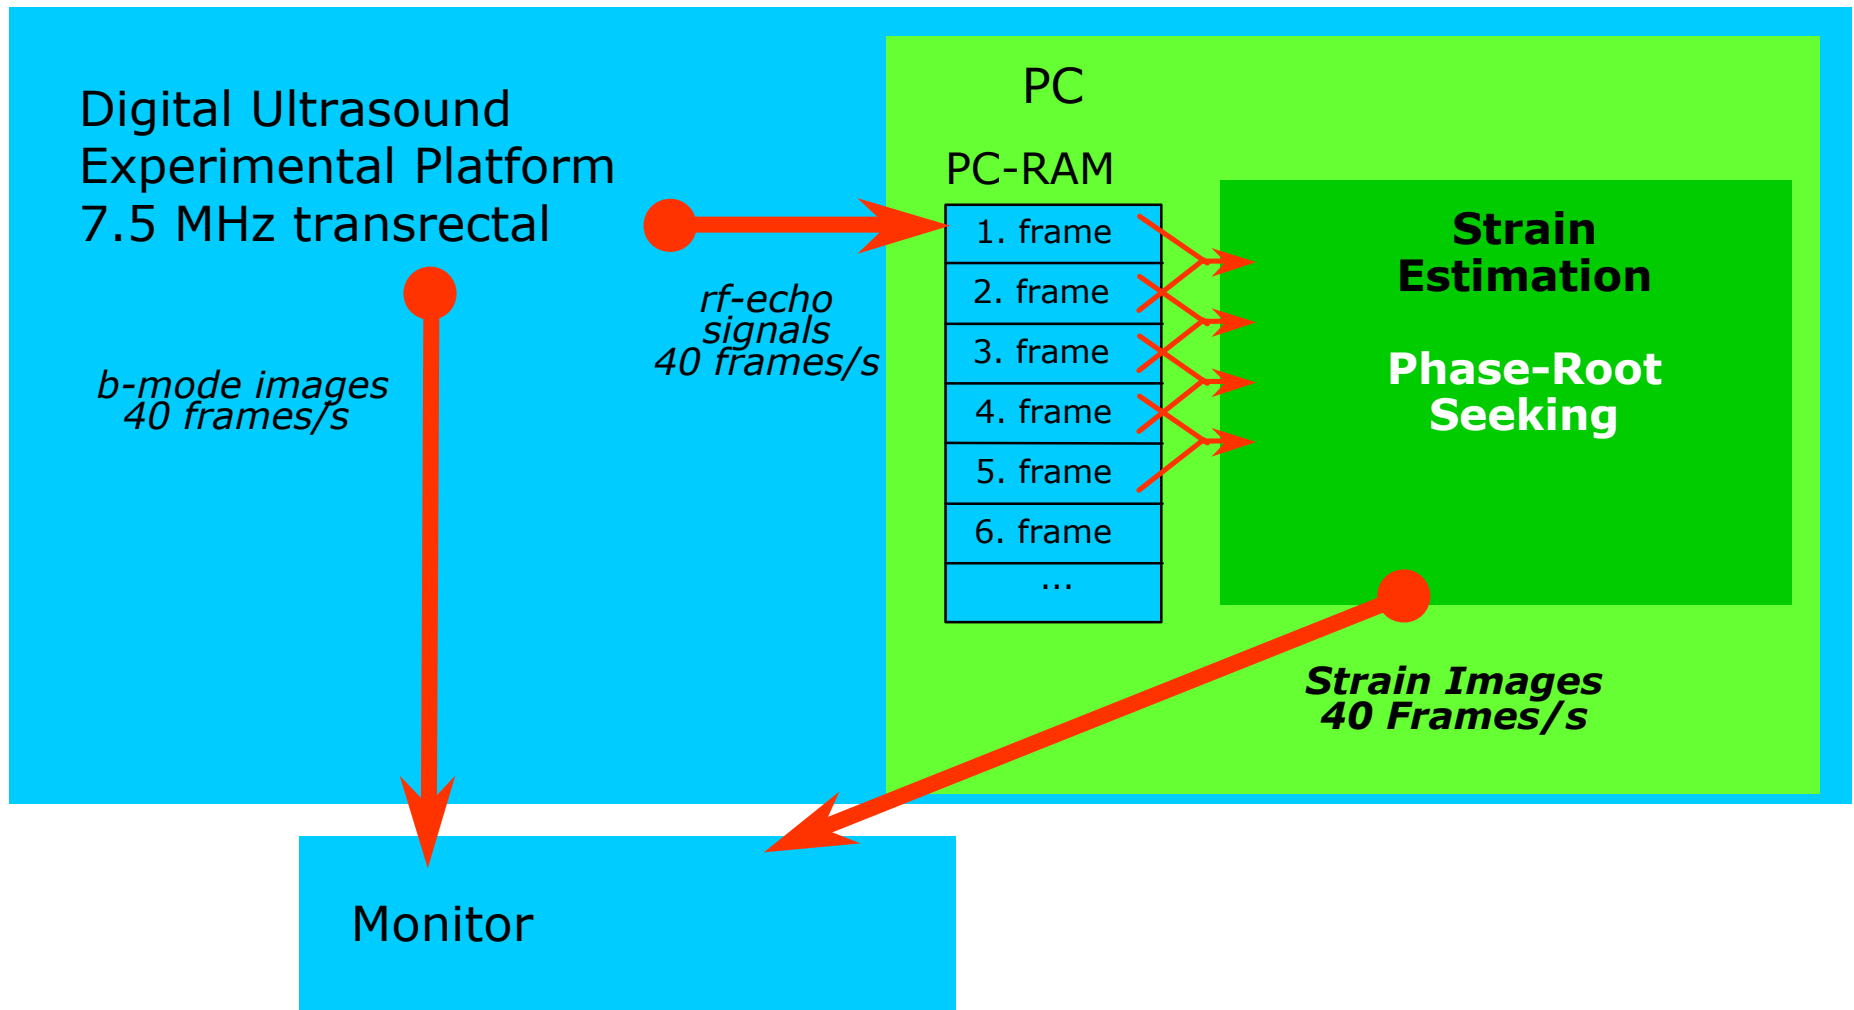 Digital Ultrasound
Experimental Platform
7.5 MHz transrectal
b-mode images
40 frames/s
rf-echo
signals
40 frames/s
PC
PC-RAM
1. frame
2. frame
3. frame
4. frame
5. frame
6. frame
...
Strain
Estimation
Phase-Root
Seeking
Strain Images
40 Frames/s
Monitor